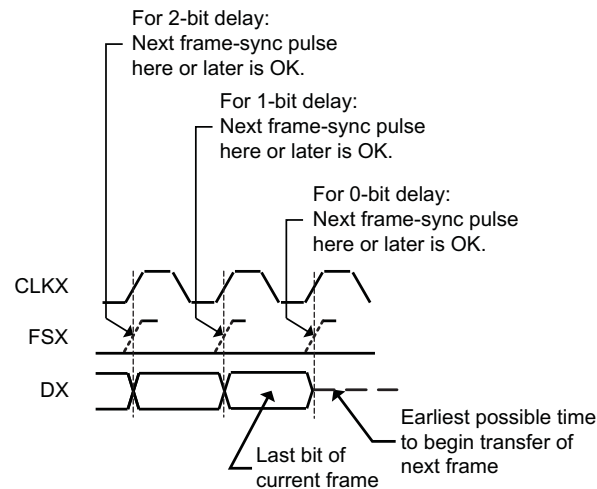 For 2-bit delay:
Next frame-sync pulse
here or later is OK.
For 1-bit delay:
Next frame-sync pulse
here or later is OK.
For 0-bit delay:
Next frame-sync pulse
here or later is OK.
CLKX
FSX
DX
Earliest possible time
to begin transfer of
next frame
Last bit of
current frame